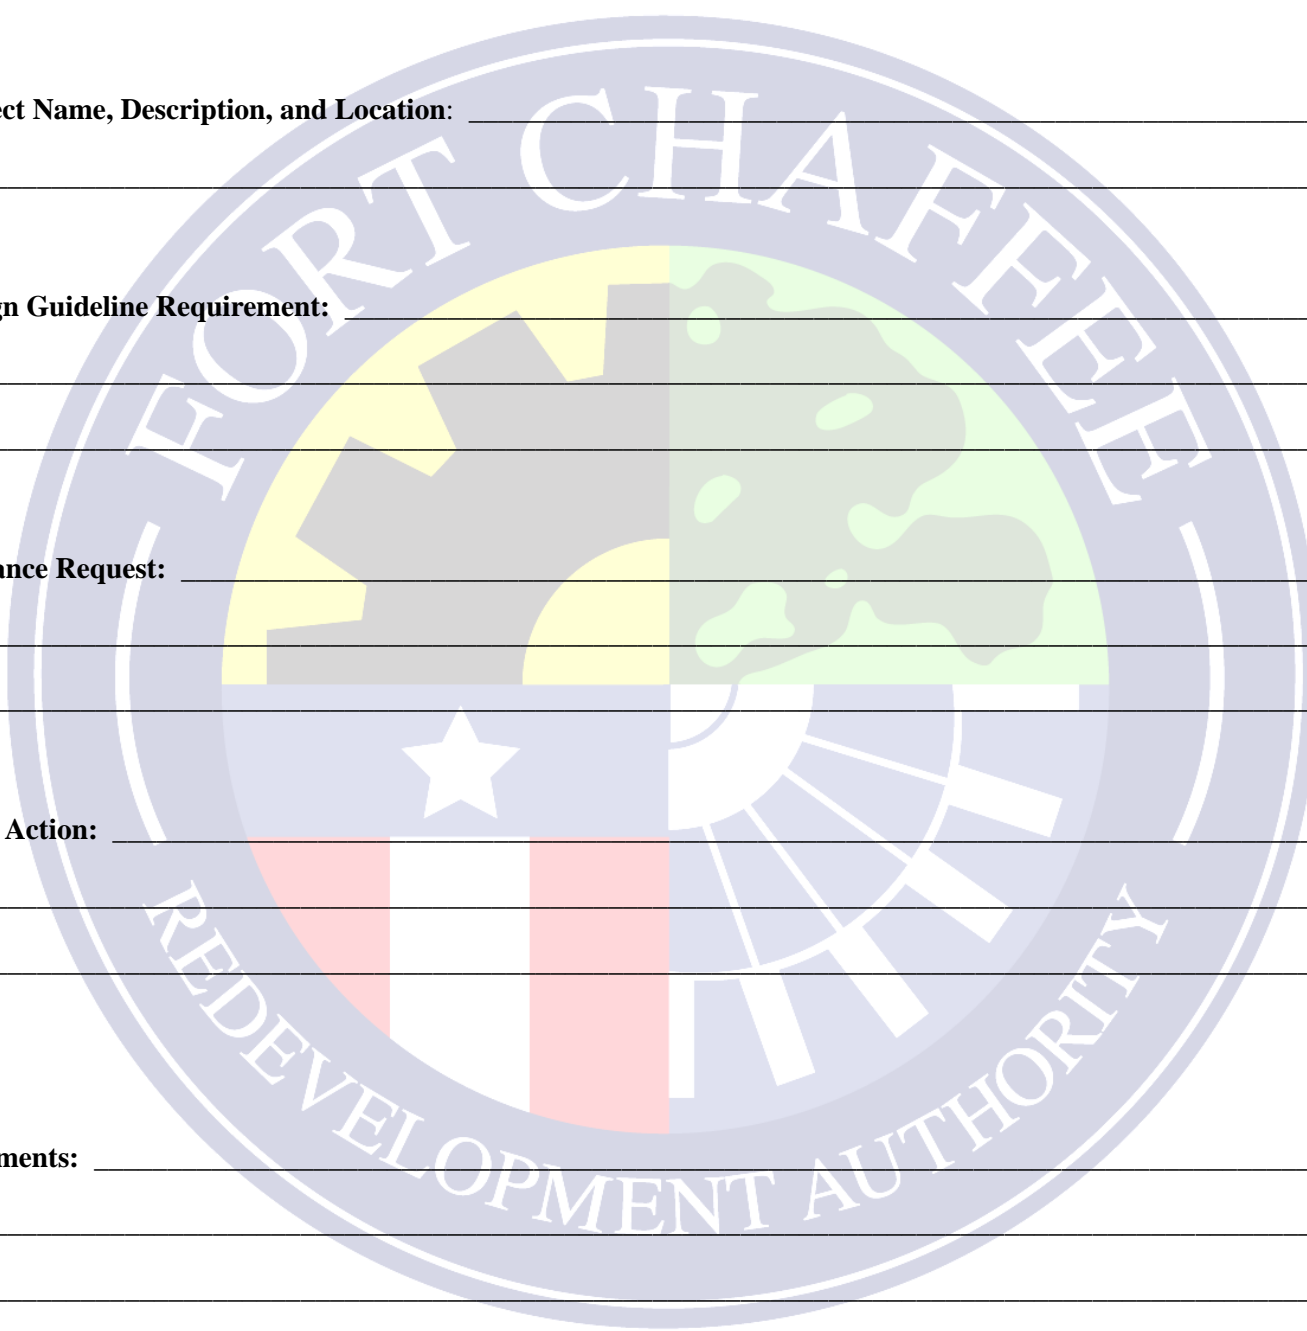 FORT CHAFFEE
ect Name, Description, and Location:
gn Guideline Requirement:
ance Request:
Action:
REDEVELOPMENT AUTHORITY
ments: